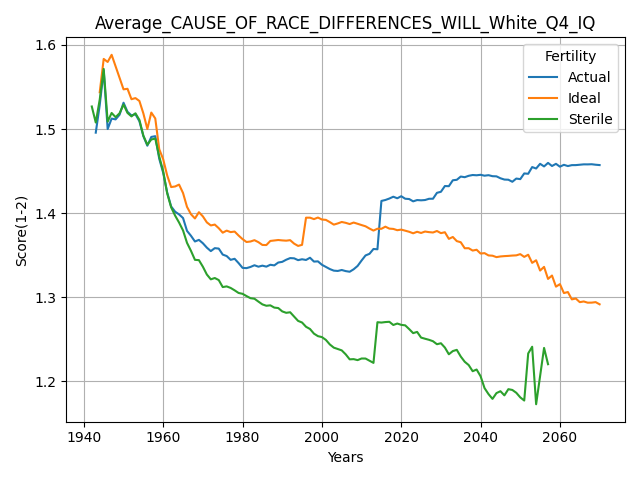 Average_CAUSE_OF_RACE_DIFFERENCES_WILL_White_Q4_IQ
Fertility
Actual
Ideal
Sterile
Score(1-2)
1.6
1.5
1.4
1.3
1.2
1940 1960 1980 2000 2020 2040 2060
Years